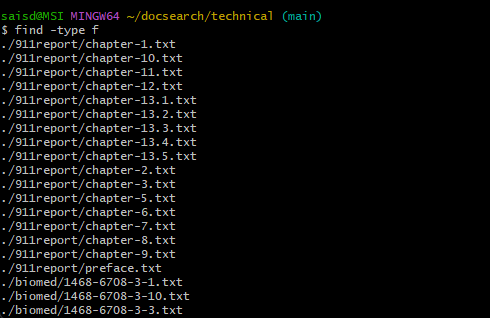 saisd@MSI MINGW64 ~/docsearch/technical (main)
$ find -type f
./911report/chapter-1.txt
./911report/chapter-10.txt
./911report/chapter-11.txt
./911report/chapter-12.txt
./911report/chapter-13.1.txt
./911report/chapter-13.2.txt
./911report/chapter-13.3.txt
./911report/chapter-13.4.txt
./911report/chapter-13.5.txt
./911report/chapter-2.txt
./911report/chapter-3.txt
./911report/chapter-5.txt
./911report/chapter-6.txt
./911report/chapter-7.txt
./911report/chapter-8.txt
./911report/chapter-9.txt
./911report/preface.txt
./biomed/1468-6708-3-1.txt
./biomed/1468-6708-3-10.txt
./biomed/1468-6708-3-3.txt